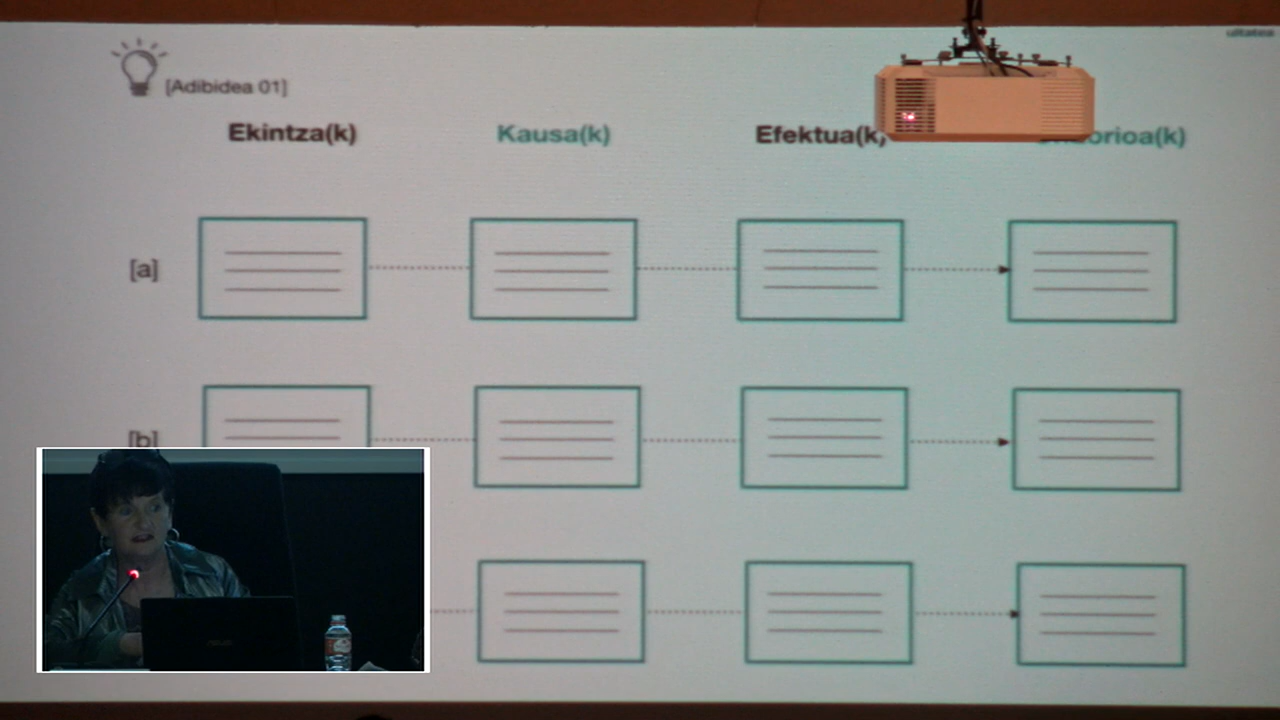 [Adibidea 01]
Ekintza(k) Kausa(k) Efektua(k)
[a]
[b]